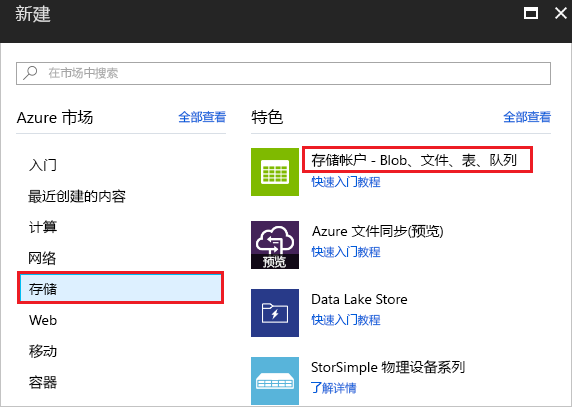 新建
在市场中搜索
Azure 市场
全部查看
特色
全部查看
入门
最近创建的内容
计算
网络
存储
Web
移动
容器
存储帐户 - Blob、文件、表、队列
快速入门教程
预览
Azure 文件同步(预览)
快速入门教程
Data Lake Store
快速入门教程
StorSimple 物理设备系列
了解详情